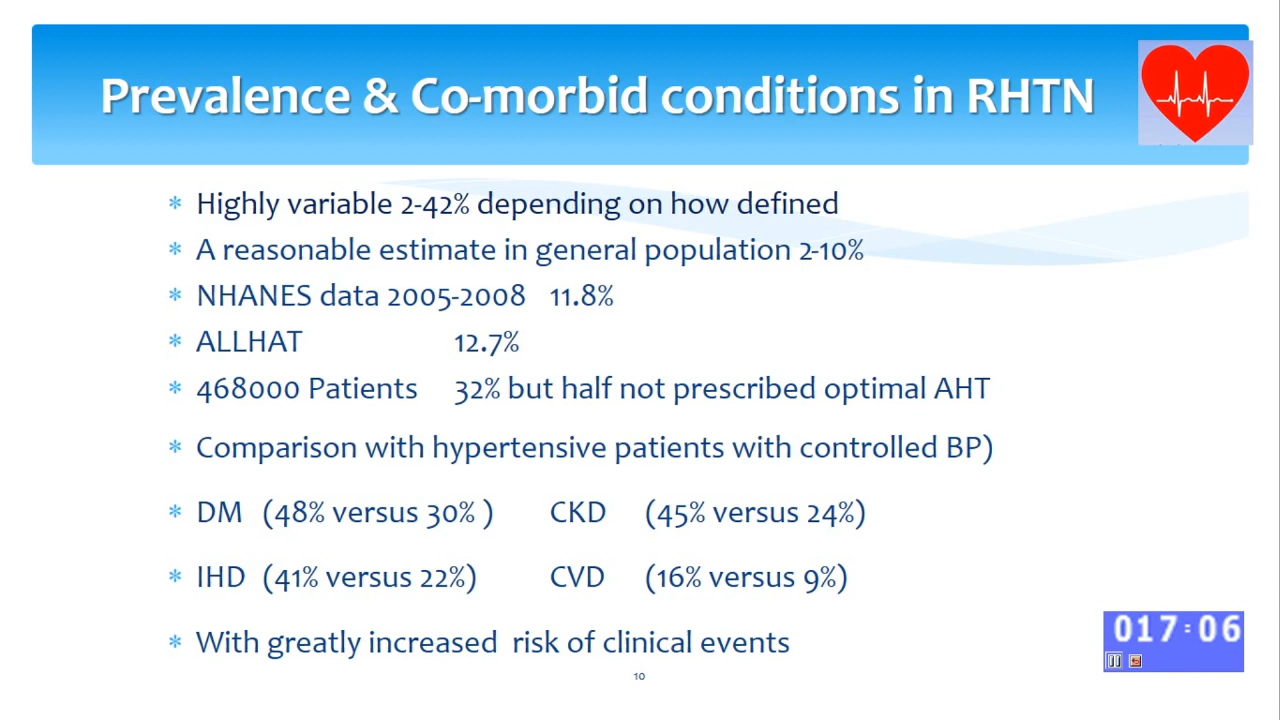 Prevalence & Co-morbid conditions in RHTN
* Highly variable 2-42% depending on how defined
* A reasonable estimate in general population 2-10%
* NHANES data 2005-2008 11.8%
* ALLHAT 12.7%
* 468000 Patients 32% but half not prescribed optimal AHT
* Comparison with hypertensive patients with controlled BP)
* DM (48% versus 30% ) CKD (45% versus 24%)
* IHD (41% versus 22%) CVD (16% versus 9%)
* With greatly increased risk of clinical events
017:06
10